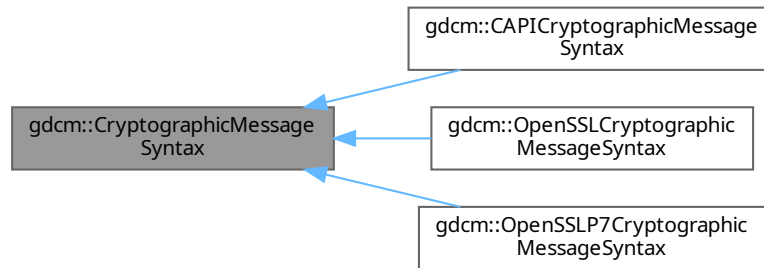 gdcm::CAPICryptographicMessage
Syntax
gdcm::CryptographicMessage
Syntax
gdcm::OpenSSLCryptographic
MessageSyntax
gdcm::OpenSSLP7Cryptographic
MessageSyntax